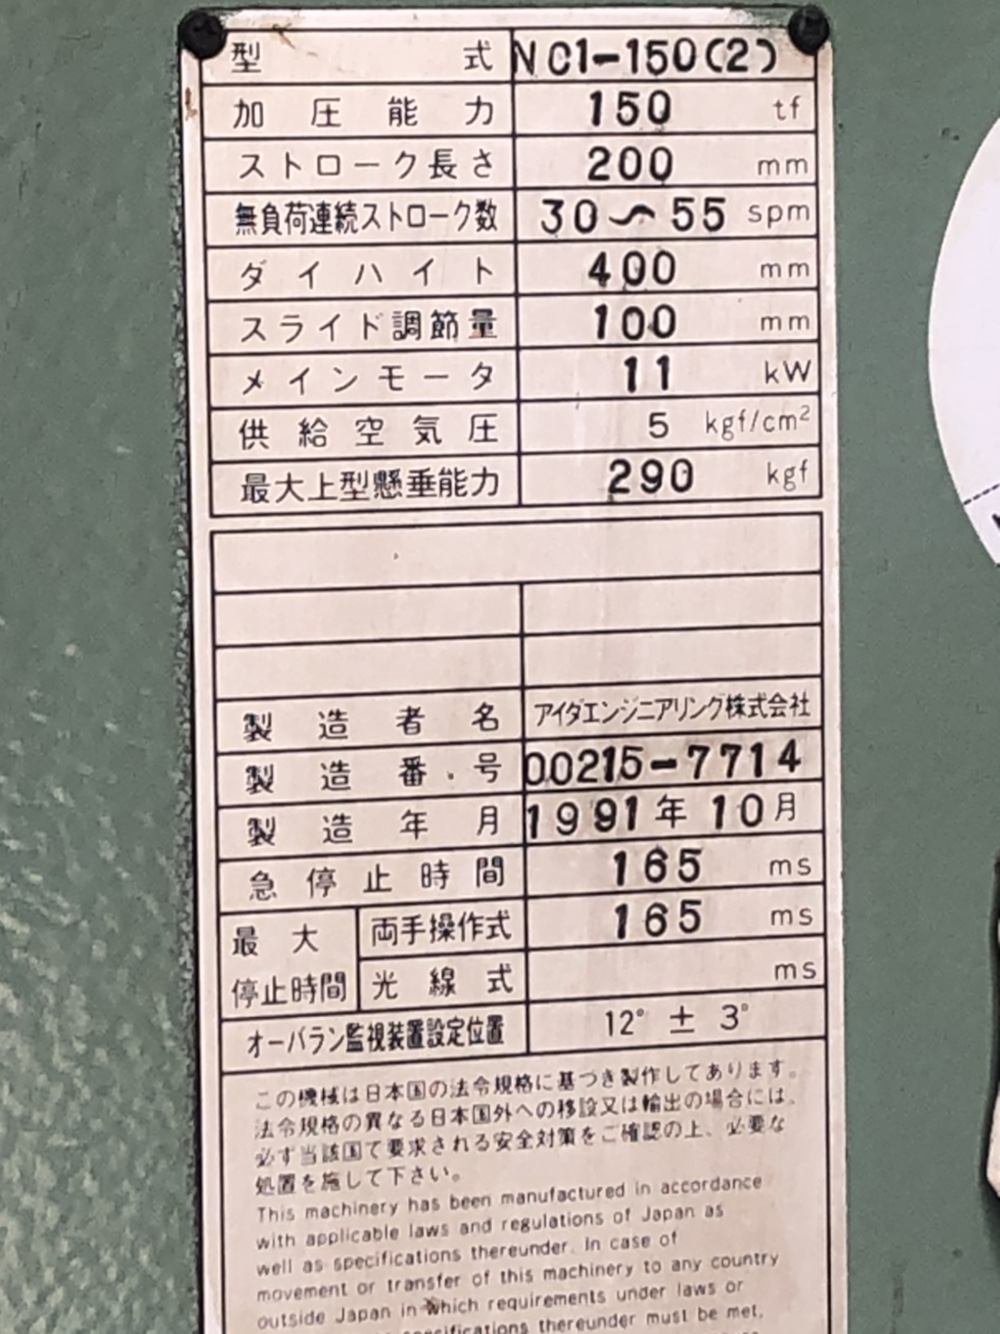 型式 NC1-150(2)
加圧能力 150 tf
ストローク長さ 200 mm
無負荷連続ストローク数 30〜55 spm
ダイハイト 400 mm
スライド調節量 100 mm
メインモータ 11 kW
供給空気圧 5 kgf/cm²
最大上型懸垂能力 290 kgf
製造者名 アイダエンジニアリング株式会社
製造番号 00215-7714
製造年月 1991年10月
急停止時間 165 ms
最大停止時間 両手操作式 165 ms
光線式 ms
オーバラン監視装置設定位置 12° ± 3°
この機械は日本国の法令規格に基づき製作してあります。
法令規格の異なる日本国外への移設又は輸出の場合には、
必ず当該国で要求される安全対策をご確認の上、必要な
処置を施して下さい。
This machinery has been manufactured in accordance
with applicable laws and regulations of Japan as
well as specifications thereunder. In case of
movement or transfer of this machinery to any country
outside Japan in which requirements under laws or
specifications thereunder must be met,